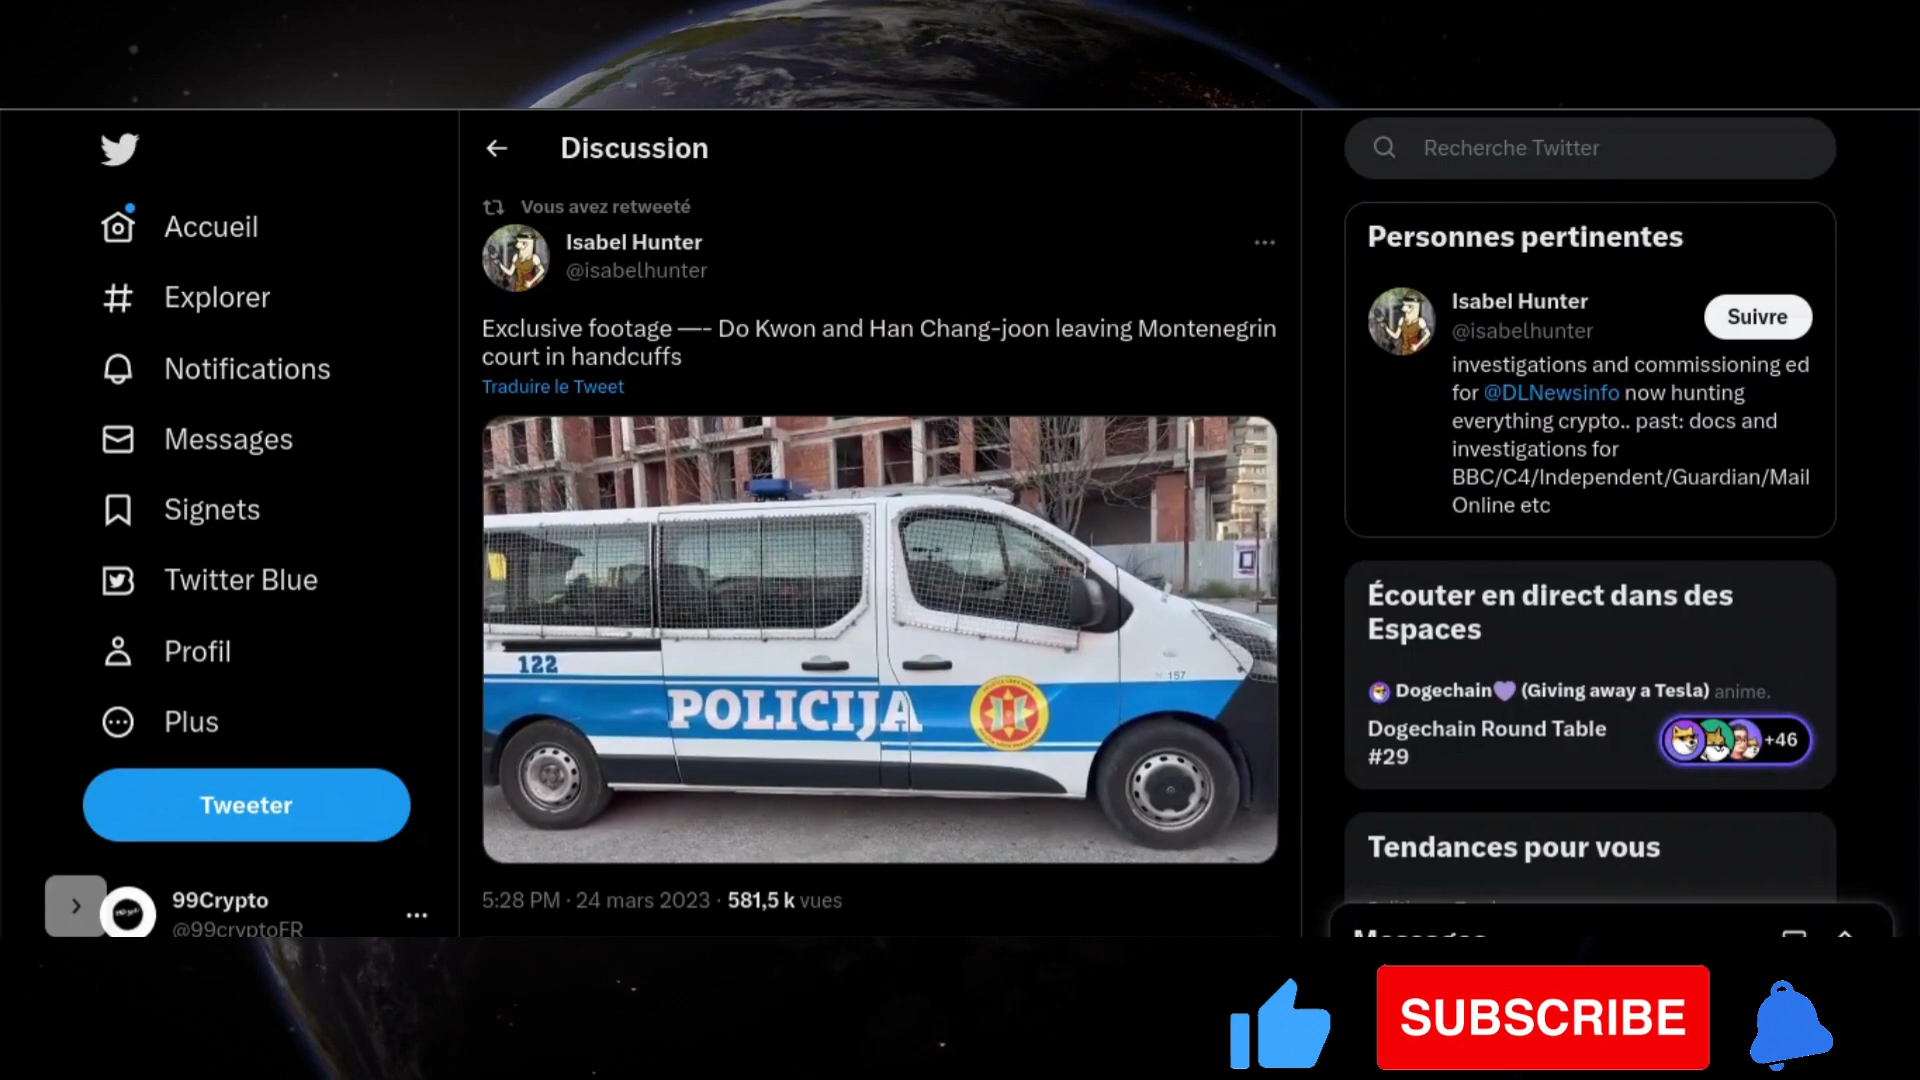 Accueil
Explorer
Notifications
Messages
Signets
Twitter Blue
Profil
Plus
Tweeter
99Crypto
@99cryptoFR
Discussion
Vous avez retweeté
Isabel Hunter
@isabelhunter
Exclusive footage —-- Do Kwon and Han Chang-joon leaving Montenegrin
court in handcuffs
Traduire le Tweet
122
POLICIJA
157
5:28 PM · 24 mars 2023 · 581,5 k vues
Recherche Twitter
Personnes pertinentes
Isabel Hunter
@isabelhunter
Suivre
investigations and commissioning ed
for @DLNewsinfo now hunting
everything crypto.. past: docs and
investigations for
BBC/C4/Independent/Guardian/Mail
Online etc
Écouter en direct dans des
Espaces
Dogechain💜 (Giving away a Tesla) anime.
Dogechain Round Table
#29
+46
Tendances pour vous
Messages
SUBSCRIBE